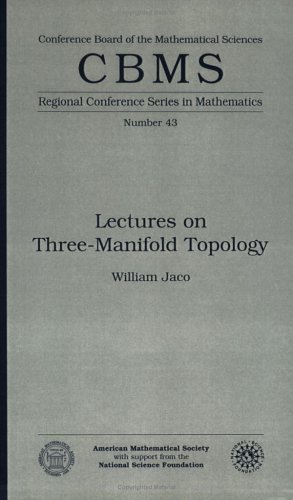 Conference Board of the Mathematical Sciences
CBMS
Regional Conference Series in Mathematics
Number 43
Lectures on
Three-Manifold Topology
William Jaco
American Mathematical Society
with support from the
National Science Foundation